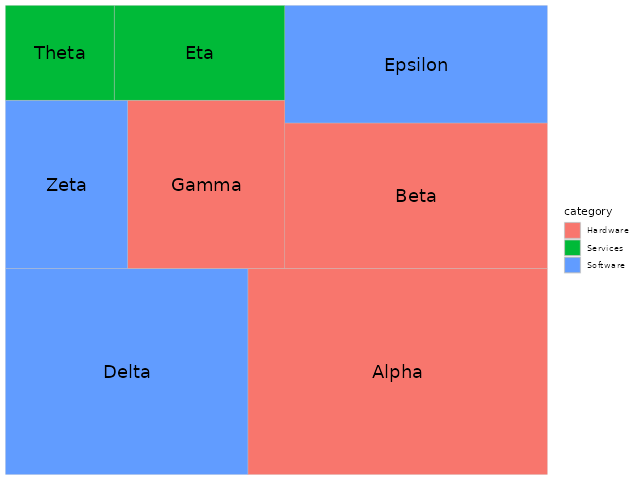 Theta
Eta
Epsilon
Zeta
Gamma
Beta
Delta
Alpha
category
Hardware
Services
Software